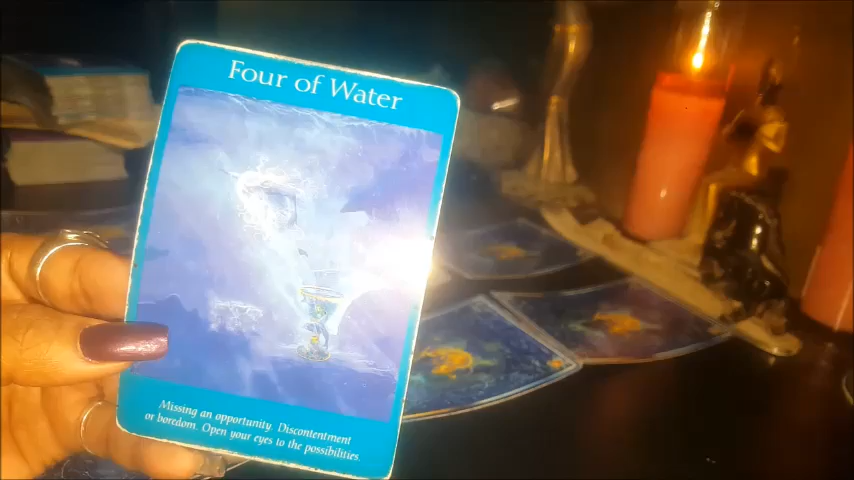 Four of Water
Missing an opportunity. Discontentment
or boredom. Open your eyes to the possibilities.